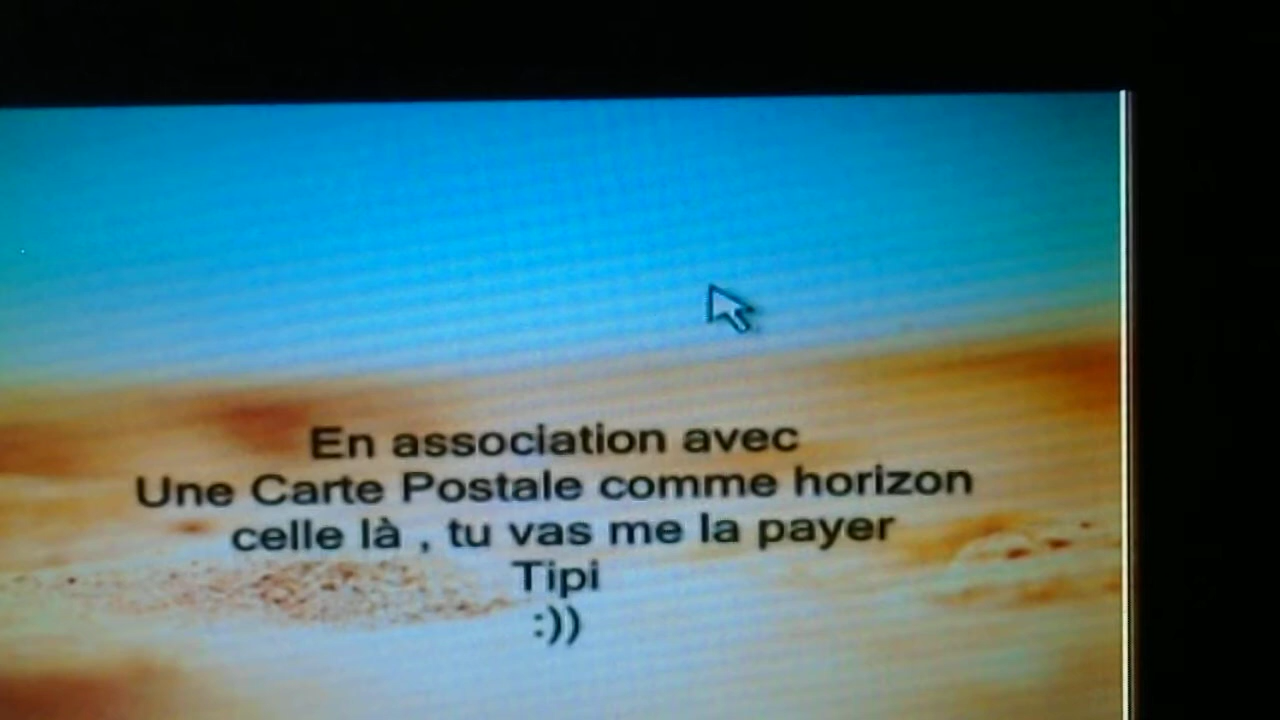 En association avec
Une Carte Postale comme horizon
celle là , tu vas me la payer
Tipi
:))